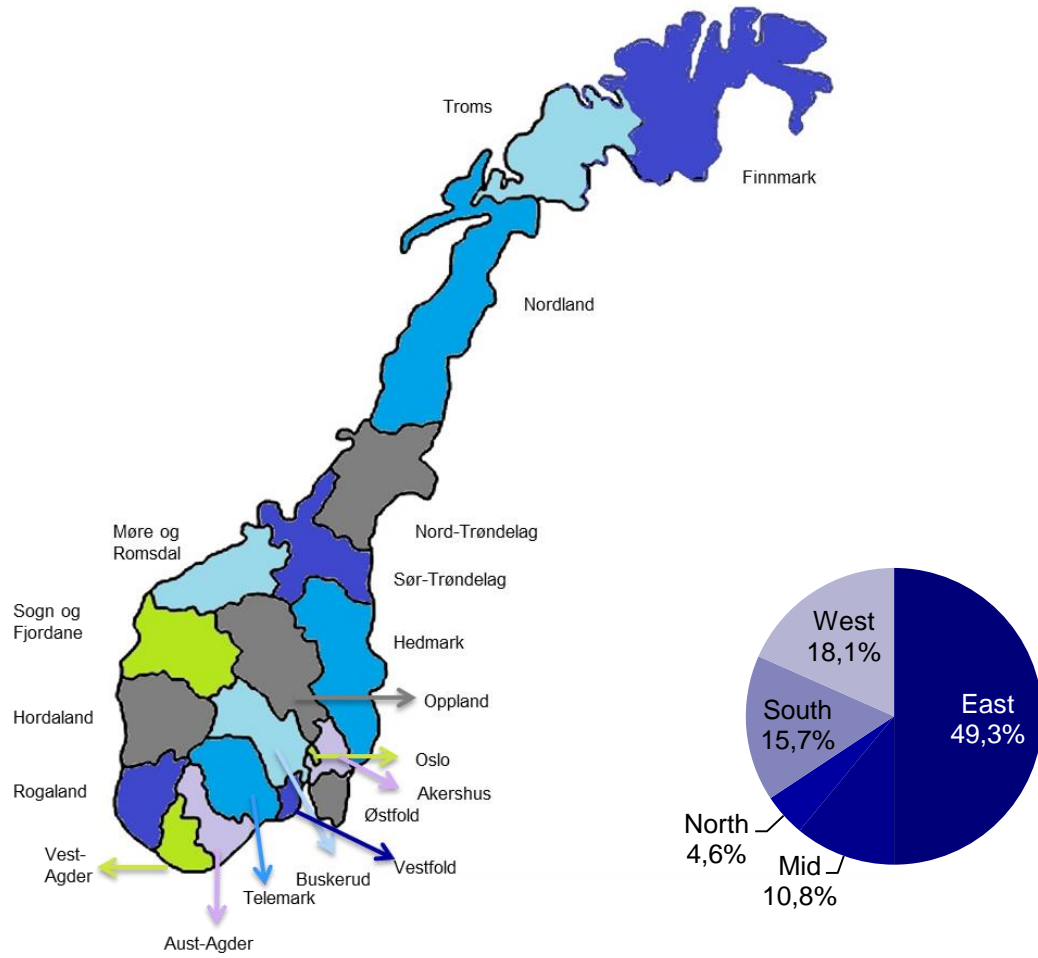 Troms
Finnmark
Nordland
Møre og
Romsdal
Nord-Trøndelag
Sør-Trøndelag
Sogn og
Fjordane
Hedmark
Oppland
Hordaland
Oslo
Akershus
Rogaland
Østfold
Vest-
Agder
Vestfold
Buskerud
Telemark
Aust-Agder
West
18,1%
East
49,3%
South
15,7%
North
4,6%
Mid
10,8%